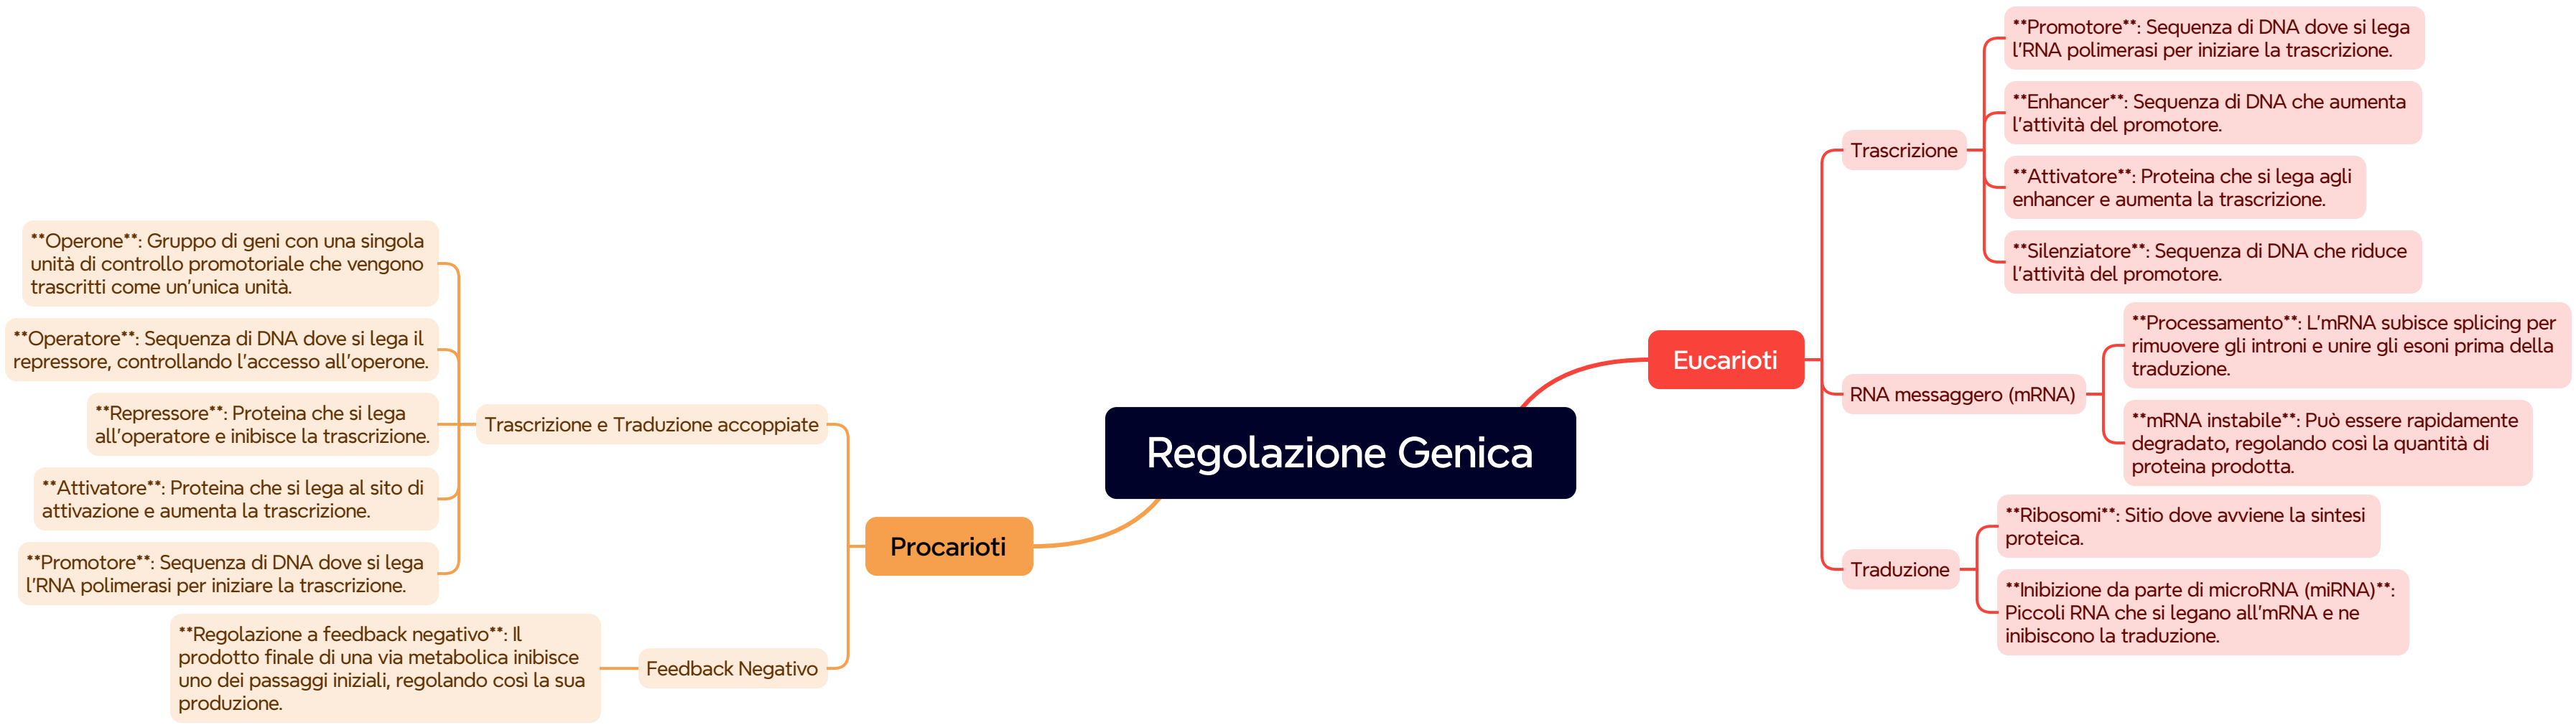 Regolazione Genica
Eucarioti
Trascrizione
**Promotore**: Sequenza di DNA dove si lega
l'RNA polimerasi per iniziare la trascrizione.
**Enhancer**: Sequenza di DNA che aumenta
l'attività del promotore.
**Attivatore**: Proteina che si lega agli
enhancer e aumenta la trascrizione.
**Silenziatore**: Sequenza di DNA che riduce
l'attività del promotore.
RNA messaggero (mRNA)
**Processamento**: L'mRNA subisce splicing per
rimuovere gli introni e unire gli esoni prima della
traduzione.
**mRNA instabile**: Può essere rapidamente
degradato, regolando così la quantità di
proteina prodotta.
Traduzione
**Ribosomi**: Sitio dove avviene la sintesi
proteica.
**Inibizione da parte di microRNA (miRNA)**:
Piccoli RNA che si legano all'mRNA e ne
inibiscono la traduzione.
Procarioti
Trascrizione e Traduzione accoppiate
**Operone**: Gruppo di geni con una singola
unità di controllo promotoriale che vengono
trascritti come un'unica unità.
**Operatore**: Sequenza di DNA dove si lega il
repressore, controllando l'accesso all'operone.
**Repressore**: Proteina che si lega
all'operatore e inibisce la trascrizione.
**Attivatore**: Proteina che si lega al sito di
attivazione e aumenta la trascrizione.
**Promotore**: Sequenza di DNA dove si lega
l'RNA polimerasi per iniziare la trascrizione.
Feedback Negativo
**Regolazione a feedback negativo**: Il
prodotto finale di una via metabolica inibisce
uno dei passaggi iniziali, regolando così la sua
produzione.